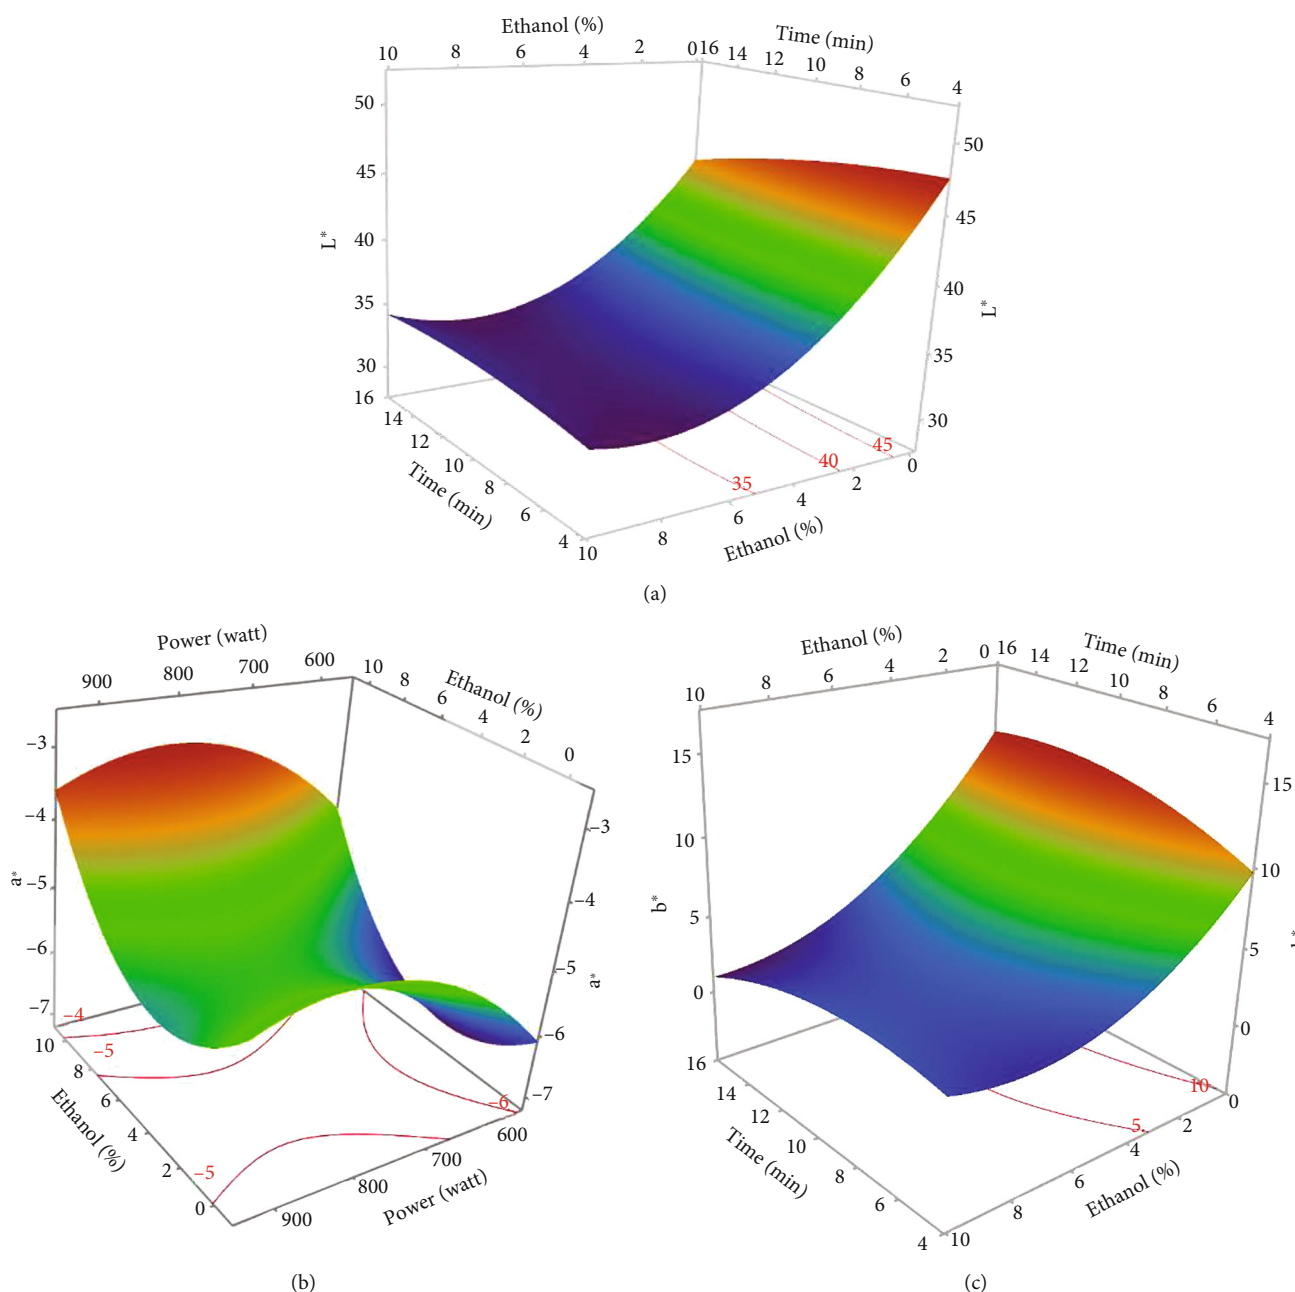 Ethanol (%)
Time (min)
10 8 6 4 2 0 16 14 12 10 8 6 4
50
45
40
35
30
L*
50
45
40
35
30
L*
16 14 12 10 8 6 4
Time (min)
10 8 6 4 2 0
Ethanol (%)
35 40 45
(a)
Power (watt)
900 800 700 600
10 8 6 4 2 0
Ethanol (%)
−3
−4
−5
−6
−7
a*
−3
−4
−5
−6
−7
a*
10 8 6 4 2 0
Ethanol (%)
900 800 700 600
Power (watt)
−4
−5
−5
−6
(b)
Ethanol (%)
Time (min)
10 8 6 4 2 0 16 14 12 10 8 6 4
15
10
5
0
b*
15
10
5
0
16 14 12 10 8 6 4
Time (min)
10 8 6 4 2 0
Ethanol (%)
5
10
(c)